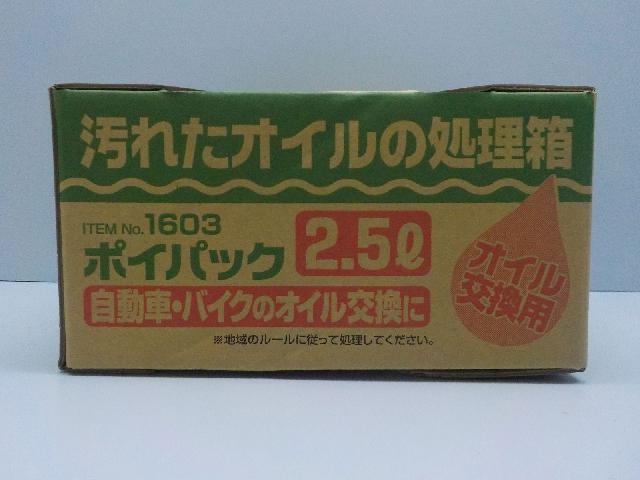 汚れたオイルの処理箱
ITEM No.1603
ポイパック
2.5ℓ
自動車・バイクのオイル交換に
オイル
交換用
※地域のルールに従って処理してください。